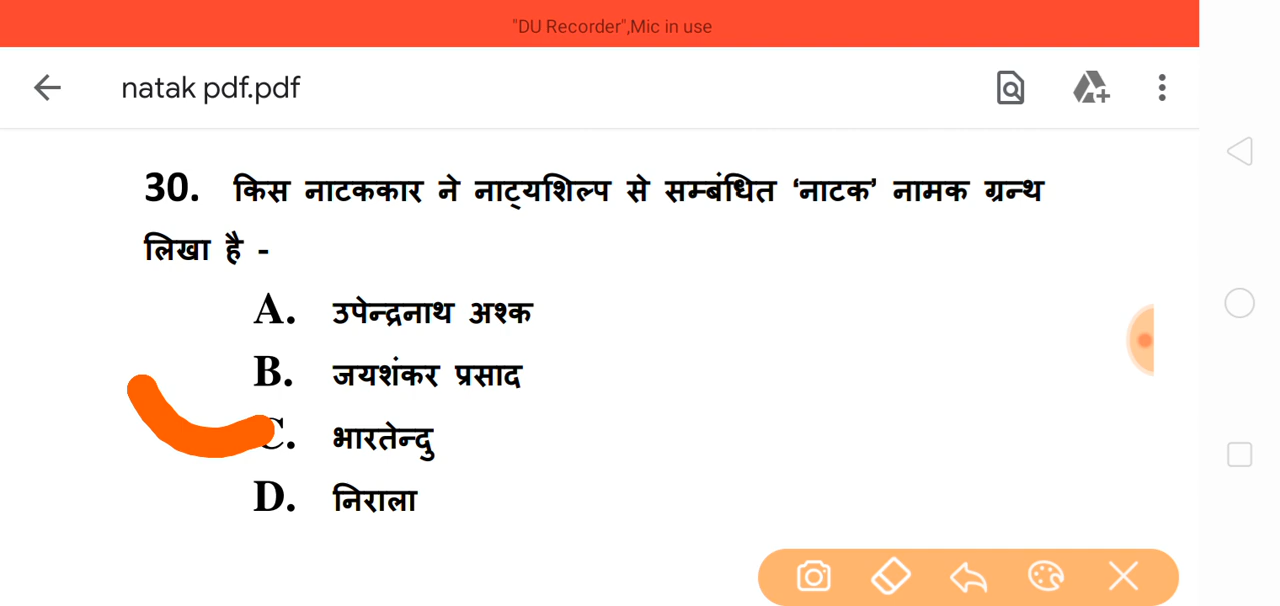 "DU Recorder",Mic in use
natak pdf.pdf
30. किस नाटककार ने नाट्यशिल्प से सम्बंधित ‘नाटक’ नामक ग्रन्थ
लिखा है -
A. उपेन्द्रनाथ अश्क
B. जयशंकर प्रसाद
C. भारतेन्दु
D. निराला